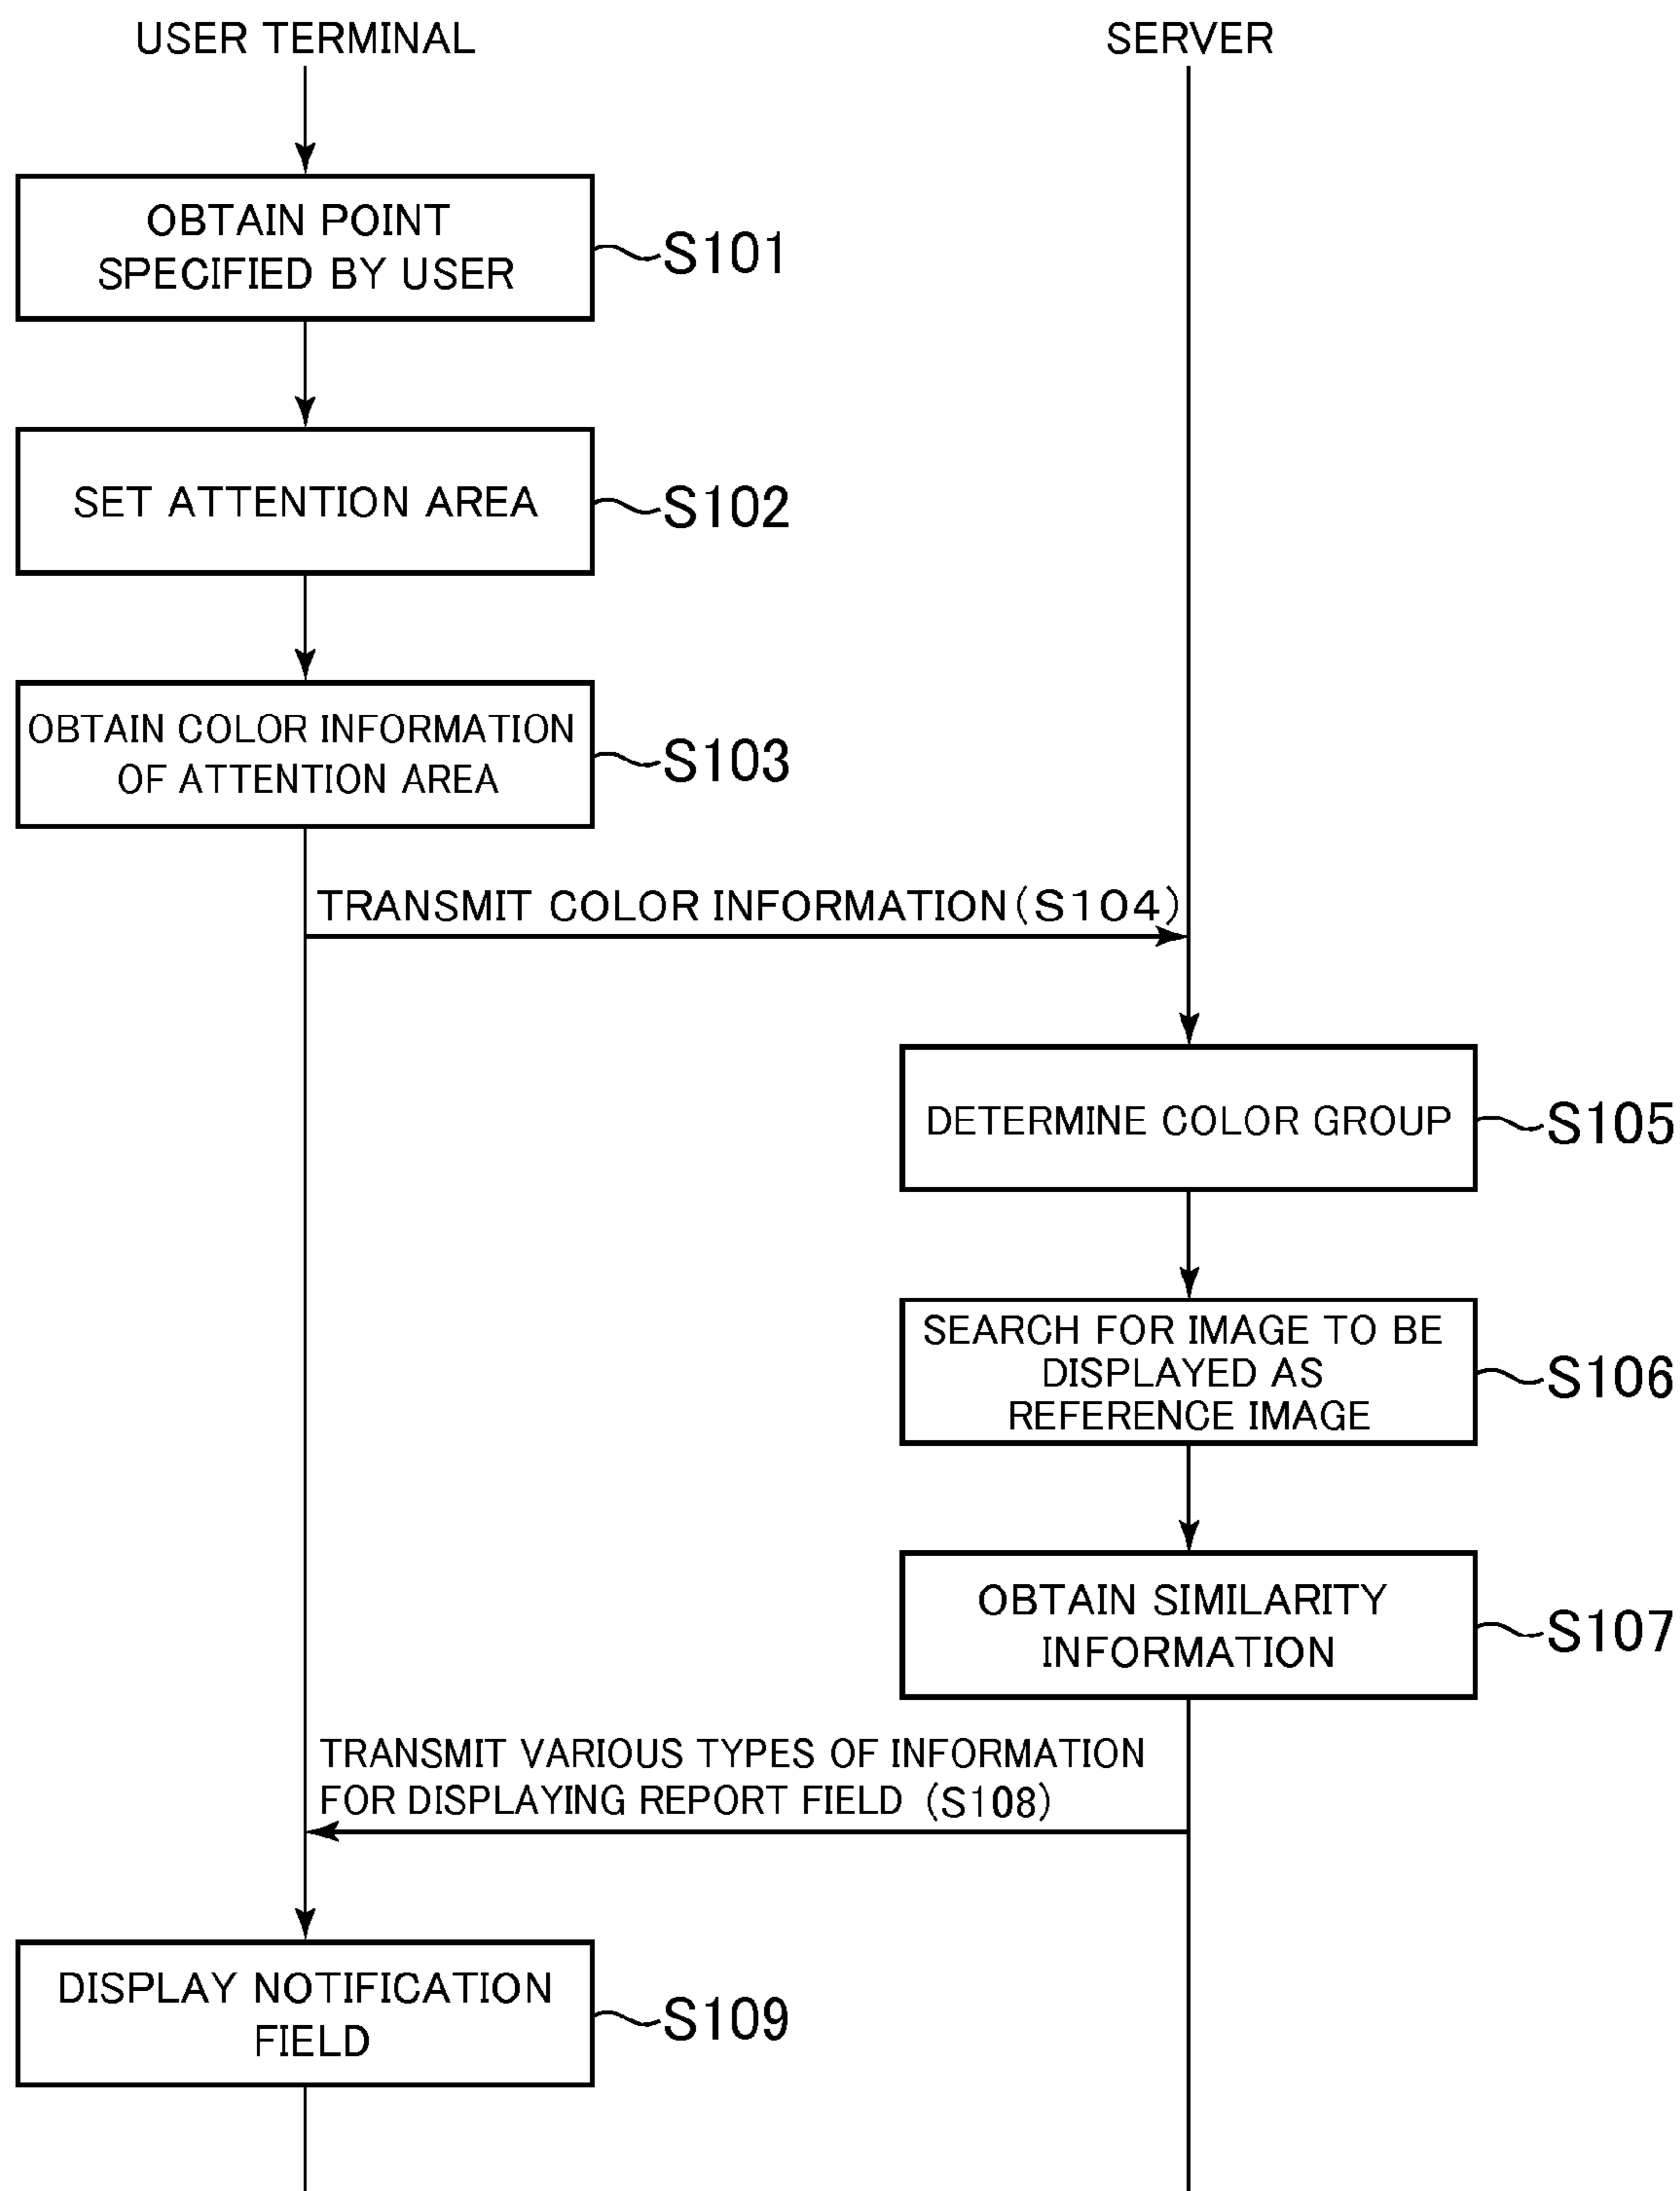 USER TERMINAL
SERVER
OBTAIN POINT
SPECIFIED BY USER
S101
SET ATTENTION AREA
S102
OBTAIN COLOR INFORMATION
OF ATTENTION AREA
S103
TRANSMIT COLOR INFORMATION(S104)
DETERMINE COLOR GROUP
S105
SEARCH FOR IMAGE TO BE
DISPLAYED AS
REFERENCE IMAGE
S106
OBTAIN SIMILARITY
INFORMATION
S107
TRANSMIT VARIOUS TYPES OF INFORMATION
FOR DISPLAYING REPORT FIELD (S108)
DISPLAY NOTIFICATION
FIELD
S109